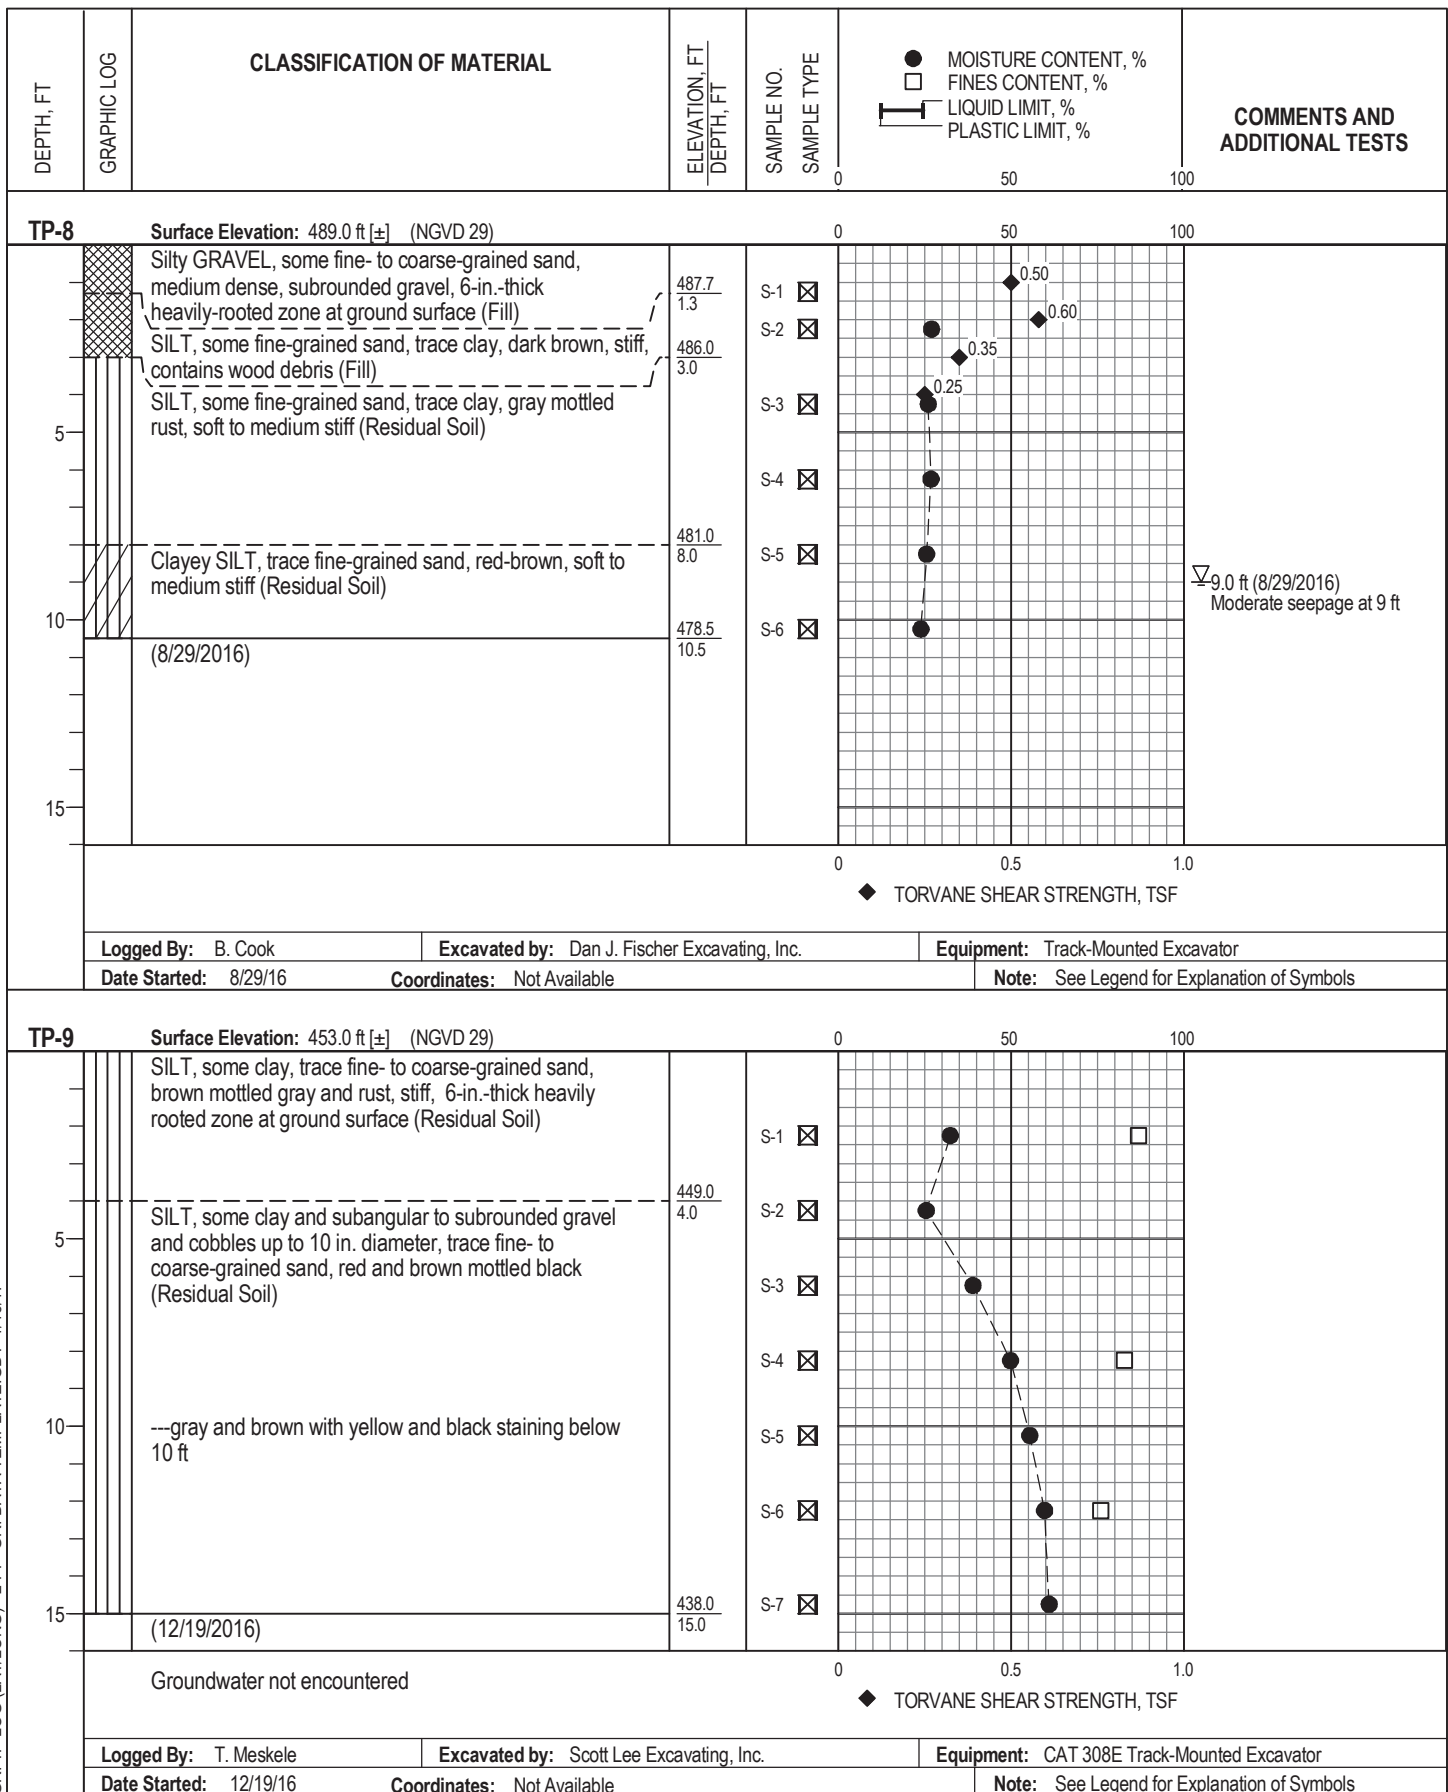 DEPTH, FT
GRAPHIC LOG
CLASSIFICATION OF MATERIAL
ELEVATION, FT
DEPTH, FT
SAMPLE NO.
SAMPLE TYPE
MOISTURE CONTENT, %
FINES CONTENT, %
LIQUID LIMIT, %
PLASTIC LIMIT, %
0 50 100
COMMENTS AND
ADDITIONAL TESTS
TP-8 Surface Elevation: 489.0 ft [±] (NGVD 29)
0 50 100
Silty GRAVEL, some fine- to coarse-grained sand,
medium dense, subrounded gravel, 6-in.-thick
heavily-rooted zone at ground surface (Fill)
487.7
1.3
SILT, some fine-grained sand, trace clay, dark brown, stiff,
contains wood debris (Fill)
486.0
3.0
SILT, some fine-grained sand, trace clay, gray mottled
rust, soft to medium stiff (Residual Soil)
481.0
8.0
Clayey SILT, trace fine-grained sand, red-brown, soft to
medium stiff (Residual Soil)
478.5
10.5
(8/29/2016)
5
10
15
S-1
S-2
S-3
S-4
S-5
S-6
0.50
0.60
0.35
0.25
9.0 ft (8/29/2016)
Moderate seepage at 9 ft
0 0.5 1.0
TORVANE SHEAR STRENGTH, TSF
Logged By: B. Cook Excavated by: Dan J. Fischer Excavating, Inc. Equipment: Track-Mounted Excavator
Date Started: 8/29/16 Coordinates: Not Available Note: See Legend for Explanation of Symbols
TP-9 Surface Elevation: 453.0 ft [±] (NGVD 29)
0 50 100
SILT, some clay, trace fine- to coarse-grained sand,
brown mottled gray and rust, stiff, 6-in.-thick heavily
rooted zone at ground surface (Residual Soil)
449.0
4.0
SILT, some clay and subangular to subrounded gravel
and cobbles up to 10 in. diameter, trace fine- to
coarse-grained sand, red and brown mottled black
(Residual Soil)
---gray and brown with yellow and black staining below
10 ft
438.0
15.0
(12/19/2016)
5
10
15
S-1
S-2
S-3
S-4
S-5
S-6
S-7
Groundwater not encountered
0 0.5 1.0
TORVANE SHEAR STRENGTH, TSF
Logged By: T. Meskele Excavated by: Scott Lee Excavating, Inc. Equipment: CAT 308E Track-Mounted Excavator
Date Started: 12/19/16 Coordinates: Not Available Note: See Legend for Explanation of Symbols